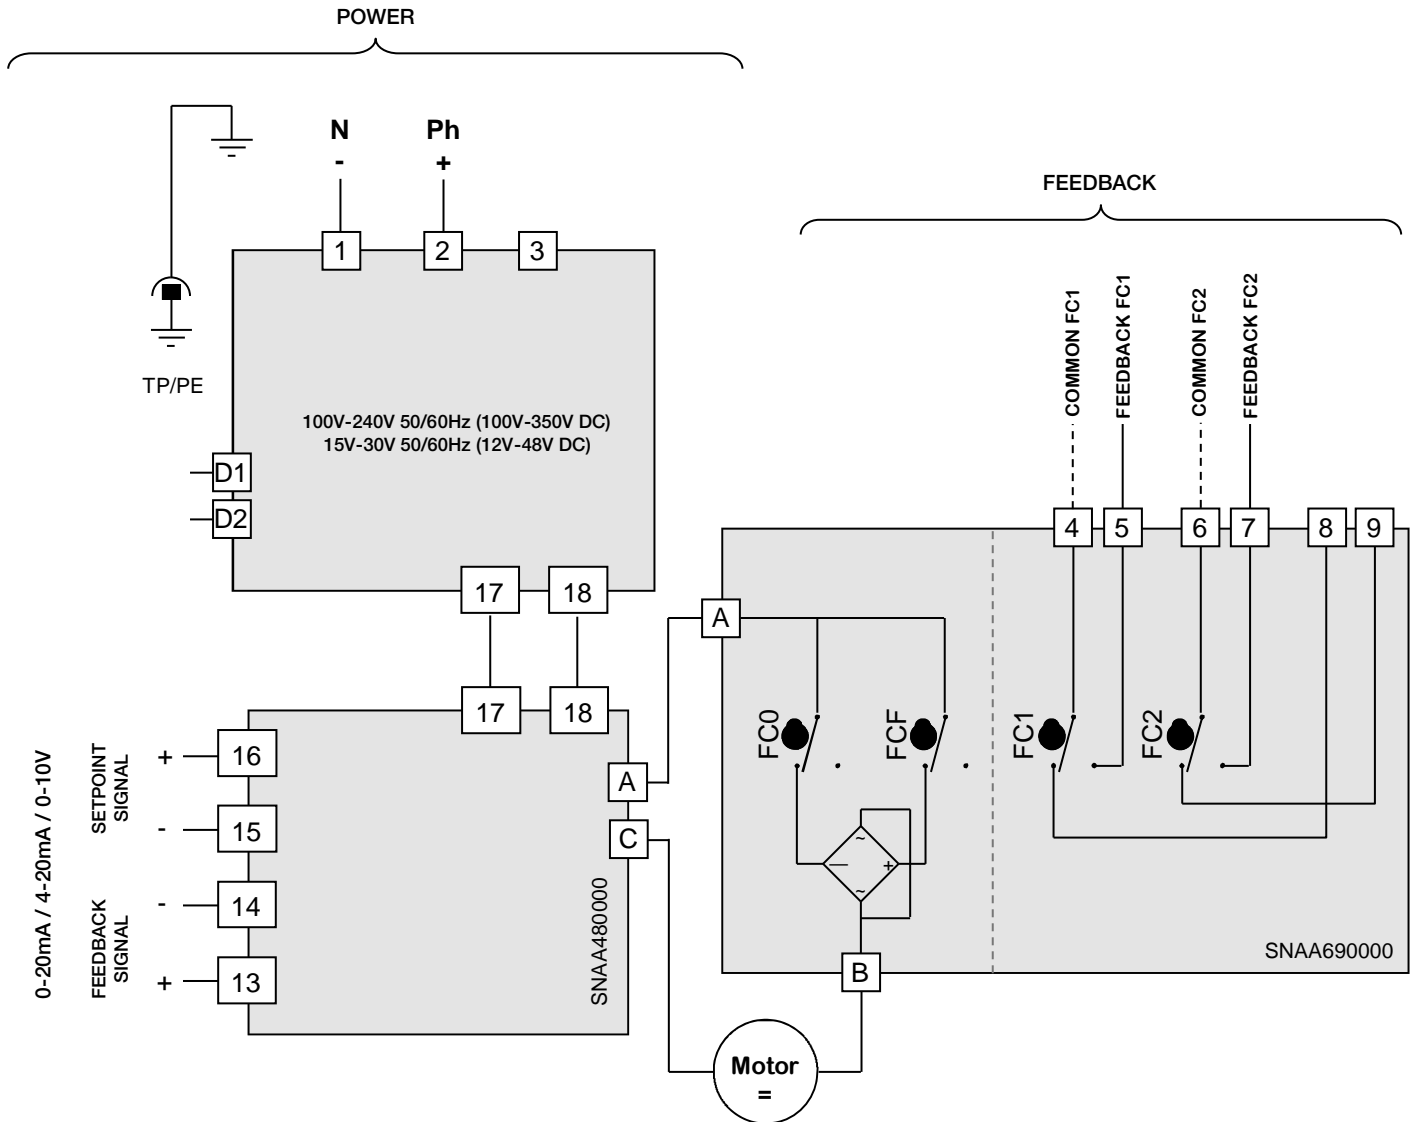 POWER
N
Ph
-
+
FEEDBACK
1
2
3
COMMON FC1
FEEDBACK FC1
COMMON FC2
FEEDBACK FC2
TP/PE
100V-240V 50/60Hz (100V-350V DC)
15V-30V 50/60Hz (12V-48V DC)
D1
D2
4
5
6
7
8
9
17
18
A
17
18
0-20mA / 4-20mA / 0-10V
SETPOINT
SIGNAL
+
16
-
15
FEEDBACK
SIGNAL
-
14
+
13
A
C
SNAA480000
FC0
FCF
FC1
FC2
~
—
+
~
SNAA690000
B
Motor
=